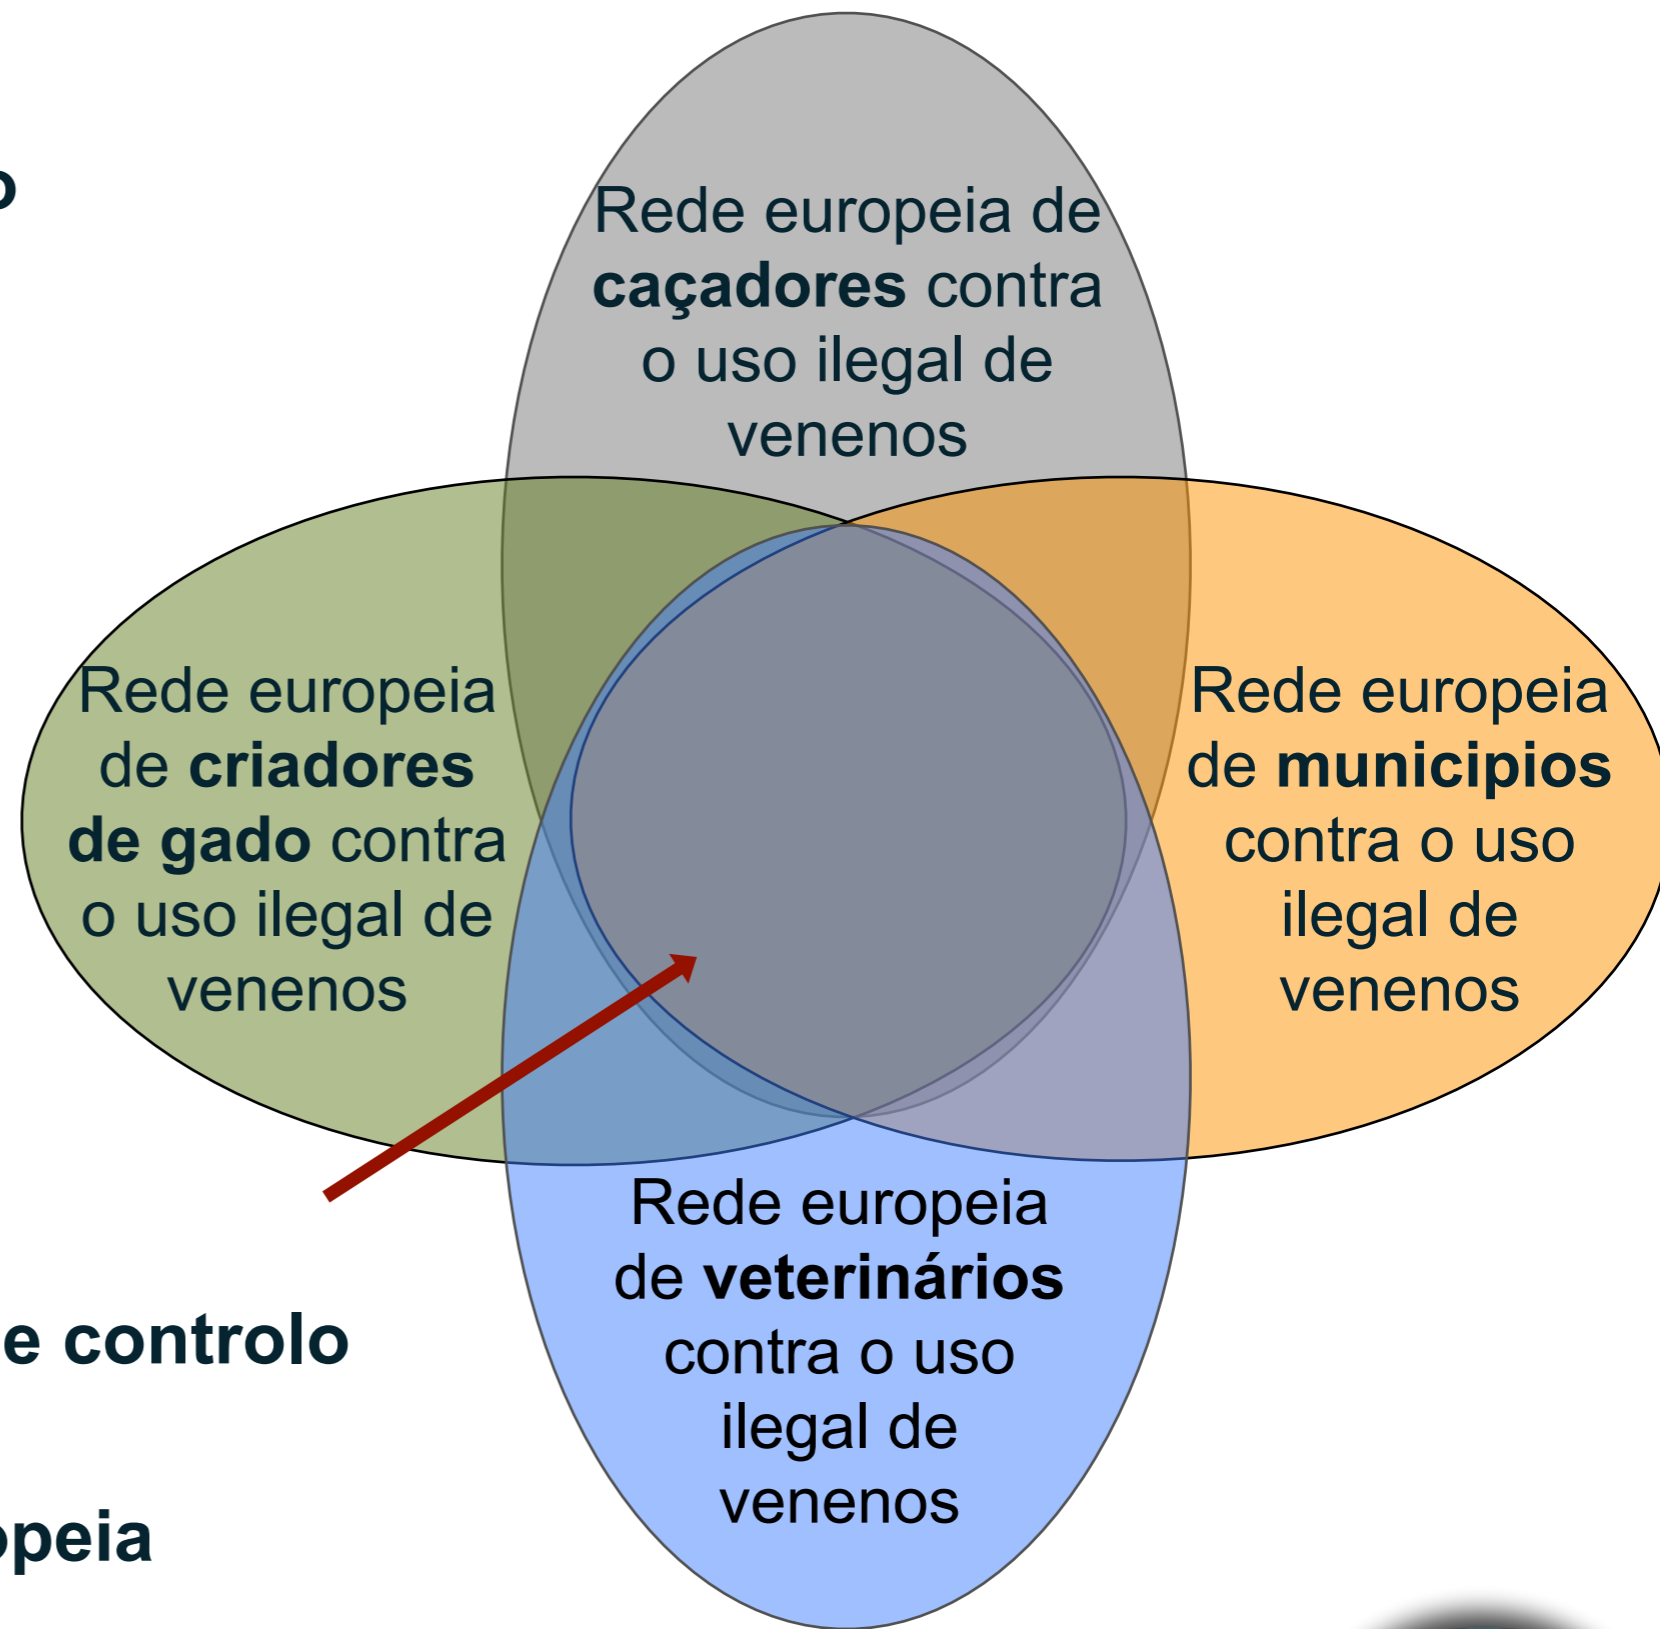 Rede europeia de
caçadores contra
o uso ilegal de
venenos
Rede europeia
de criadores
de gado contra
o uso ilegal de
venenos
Rede europeia
de municipios
contra o uso
ilegal de
venenos
Rede europeia
de veterinários
contra o uso
ilegal de
venenos
e controlo